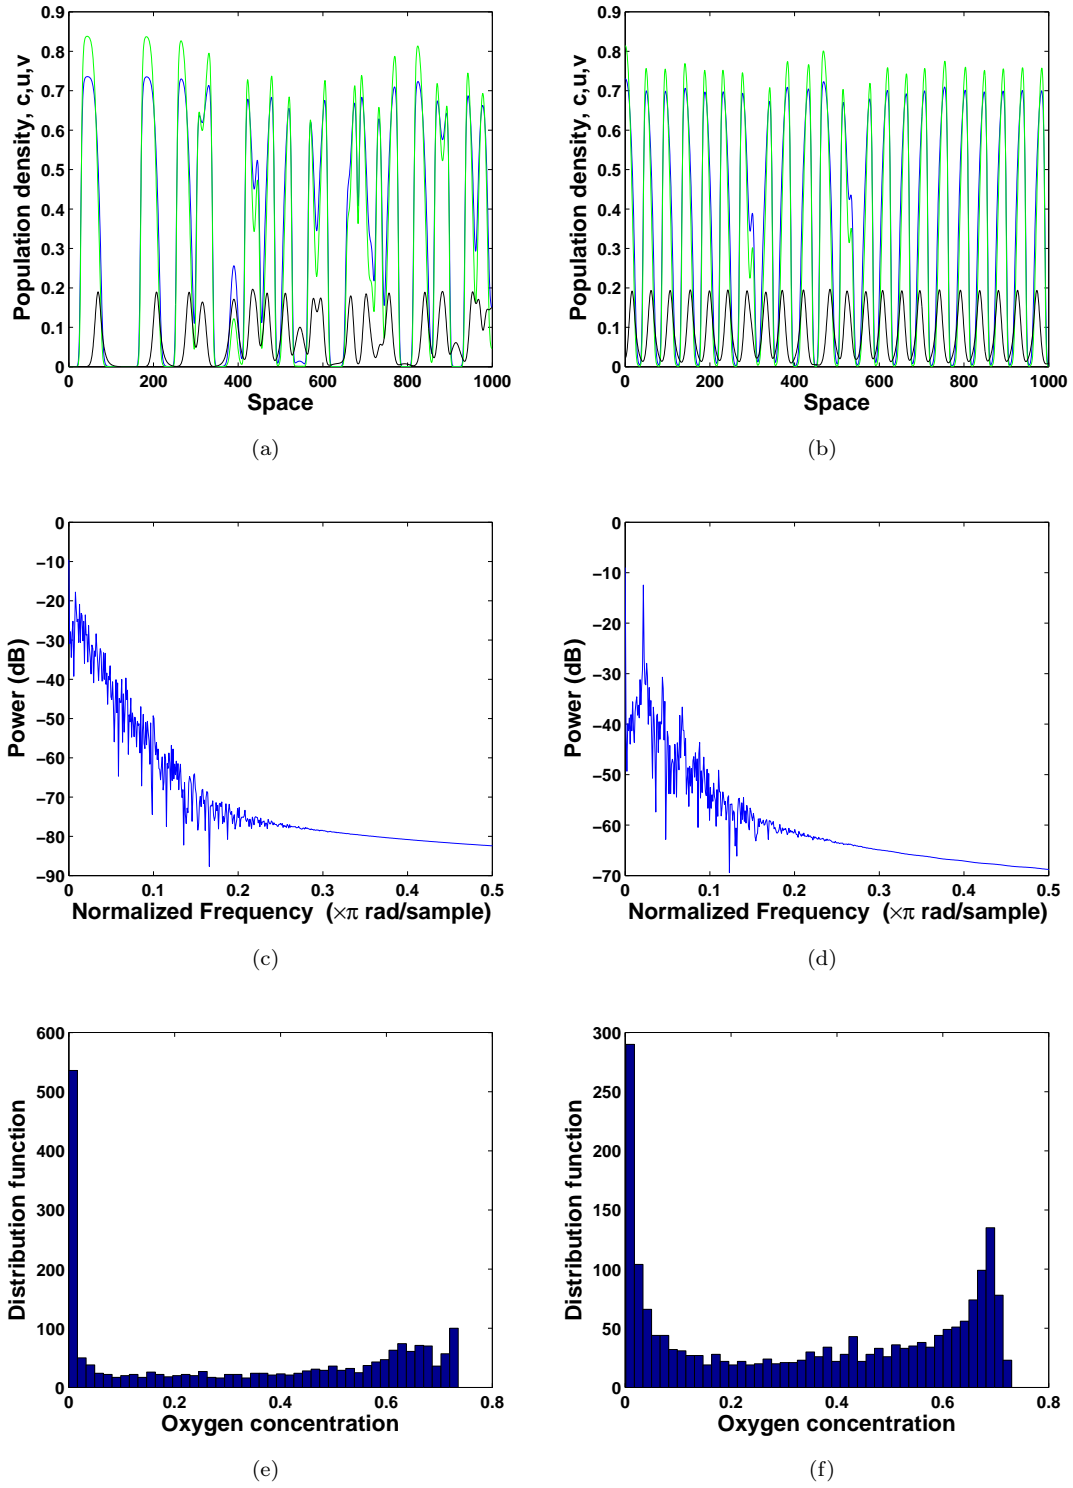 0.9
0.8
0.7
0.6
0.5
0.4
0.3
0.2
0.1
0
0 200 400 600 800 1000
Population density, c,u,v
Space
(a)
0.9
0.8
0.7
0.6
0.5
0.4
0.3
0.2
0.1
0
0 200 400 600 800 1000
Population density, c,u,v
Space
(b)
0
−10
−20
−30
−40
−50
−60
−70
−80
−90
0 0.1 0.2 0.3 0.4 0.5
Power (dB)
Normalized Frequency (×π rad/sample)
(c)
0
−10
−20
−30
−40
−50
−60
−70
0 0.1 0.2 0.3 0.4 0.5
Power (dB)
Normalized Frequency (×π rad/sample)
(d)
600
500
400
300
200
100
0
0 0.2 0.4 0.6 0.8
Distribution function
Oxygen concentration
(e)
300
250
200
150
100
50
0
0 0.2 0.4 0.6 0.8
Distribution function
Oxygen concentration
(f)